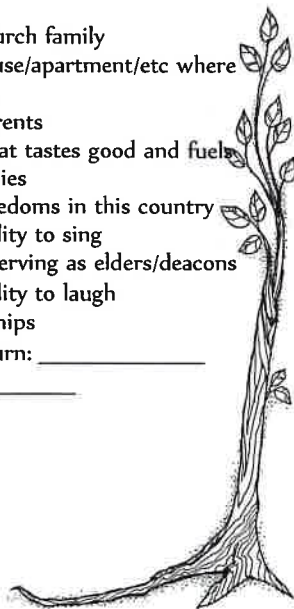 urch family
use/apartment/etc where
rents
at tastes good and fuels
ies
edoms in this country
lity to sing
erving as elders/deacons
lity to laugh
hips
urn: _______________
_______